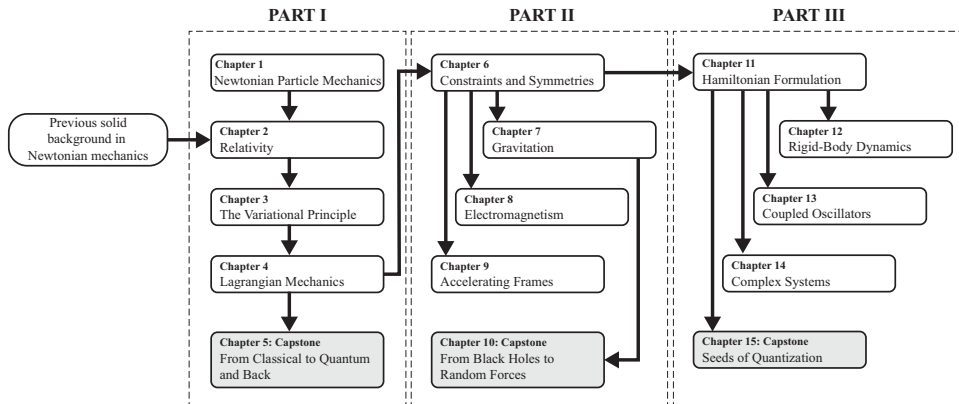 PART I
PART II
PART III
Previous solid
background in
Newtonian mechanics
Chapter 1
Newtonian Particle Mechanics
Chapter 2
Relativity
Chapter 3
The Variational Principle
Chapter 4
Lagrangian Mechanics
Chapter 5: Capstone
From Classical to Quantum
and Back
Chapter 6
Constraints and Symmetries
Chapter 7
Gravitation
Chapter 8
Electromagnetism
Chapter 9
Accelerating Frames
Chapter 10: Capstone
From Black Holes to
Random Forces
Chapter 11
Hamiltonian Formulation
Chapter 12
Rigid-Body Dynamics
Chapter 13
Coupled Oscillators
Chapter 14
Complex Systems
Chapter 15: Capstone
Seeds of Quantization